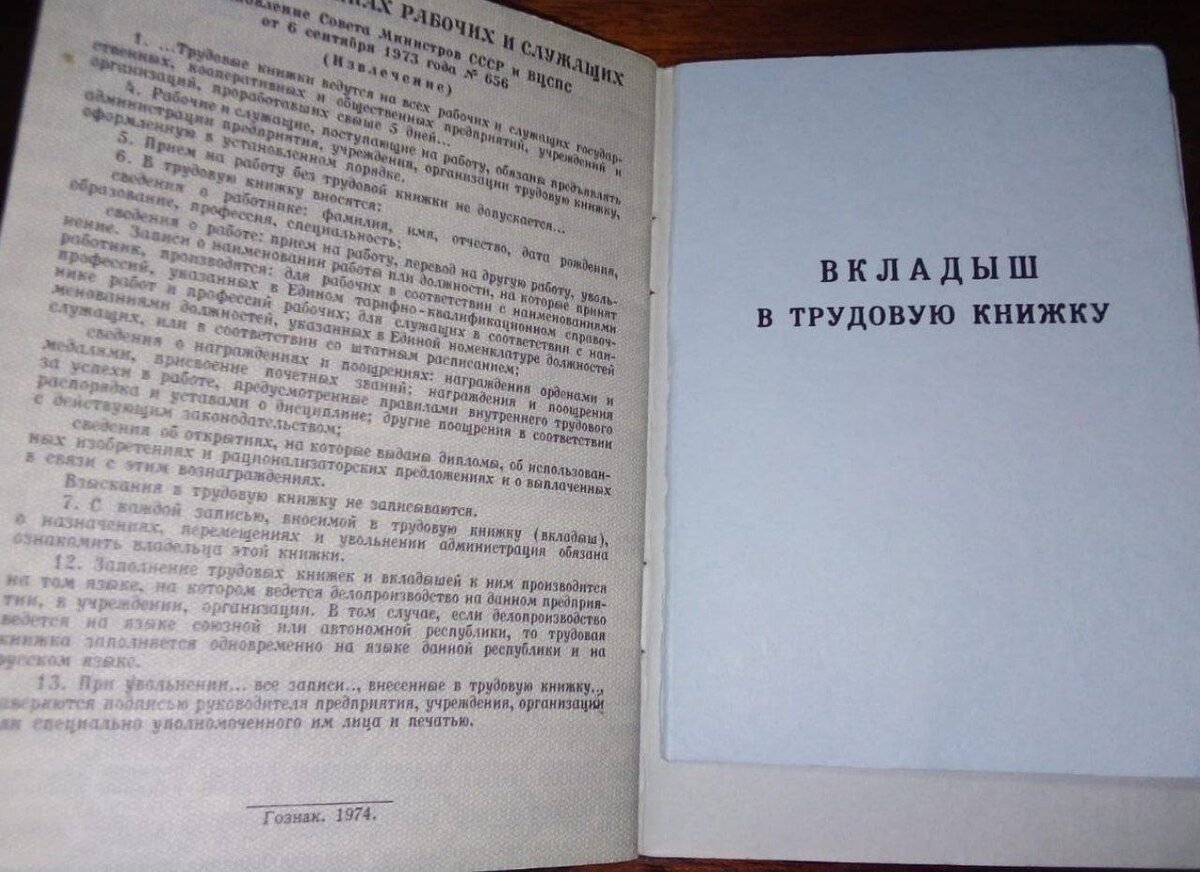 РАБОЧИХ И СЛУЖАЩИХ
Совета Министров СССР и ВЦСПС
от 6 сентября 1973 года № 656
(Извлечение)
1. ...Трудовые книжки ведутся на всех рабочих и служащих государ-
ственных, кооперативных и общественных предприятий, учреждений и
организаций, проработавших свыше 5 дней...
4. Рабочие и служащие, поступающие на работу, обязаны предъявлять
администрации предприятия, учреждения, организации трудовую книжку,
оформленную в установленном порядке.
5. Прием на работу без трудовой книжки не допускается...
6. В трудовую книжку вносятся:
сведения о работнике: фамилия, имя, отчество, дата рождения,
образование, профессия, специальность;
сведения о работе: прием на работу, перевод на другую работу, уволь-
нение. Записи о наименовании работы или должности, на которые принят
работник, производятся: для рабочих в соответствии с наименованиями
профессий, указанных в Едином тарифно-квалификационном справоч-
нике работ и профессий рабочих; для служащих в соответствии с наи-
менованиями должностей, указанных в Единой номенклатуре должностей
служащих, или в соответствии со штатным расписанием;
сведения о награждениях и поощрениях: награждения орденами и
медалями, присвоение почетных званий; награждения и поощрения
за успехи в работе, предусмотренные правилами внутреннего трудового
распорядка и уставами о дисциплине; другие поощрения в соответствии
с действующим законодательством;
сведения об открытиях, на которые выданы дипломы, об использован-
ных изобретениях и рационализаторских предложениях и о выплаченных
в связи с этим вознаграждениях.
Взыскания в трудовую книжку не записываются.
7. С каждой записью, вносимой в трудовую книжку (вкладыш),
о назначениях, перемещениях и увольнении администрация обязана
ознакомить владельца этой книжки.
12. Заполнение трудовых книжек и вкладышей к ним производится
на том языке, на котором ведется делопроизводство на данном предприя-
тии, в учреждении, организации. В том случае, если делопроизводство
ведется на языке союзной или автономной республики, то трудовая
книжка заполняется одновременно на языке данной республики и на
русском языке.
13. При увольнении... все записи.., внесенные в трудовую книжку..,
заверяются подписью руководителя предприятия, учреждения, организации
или специально уполномоченного им лица и печатью.
Гознак. 1974.
ВКЛАДЫШ
В ТРУДОВУЮ КНИЖКУ